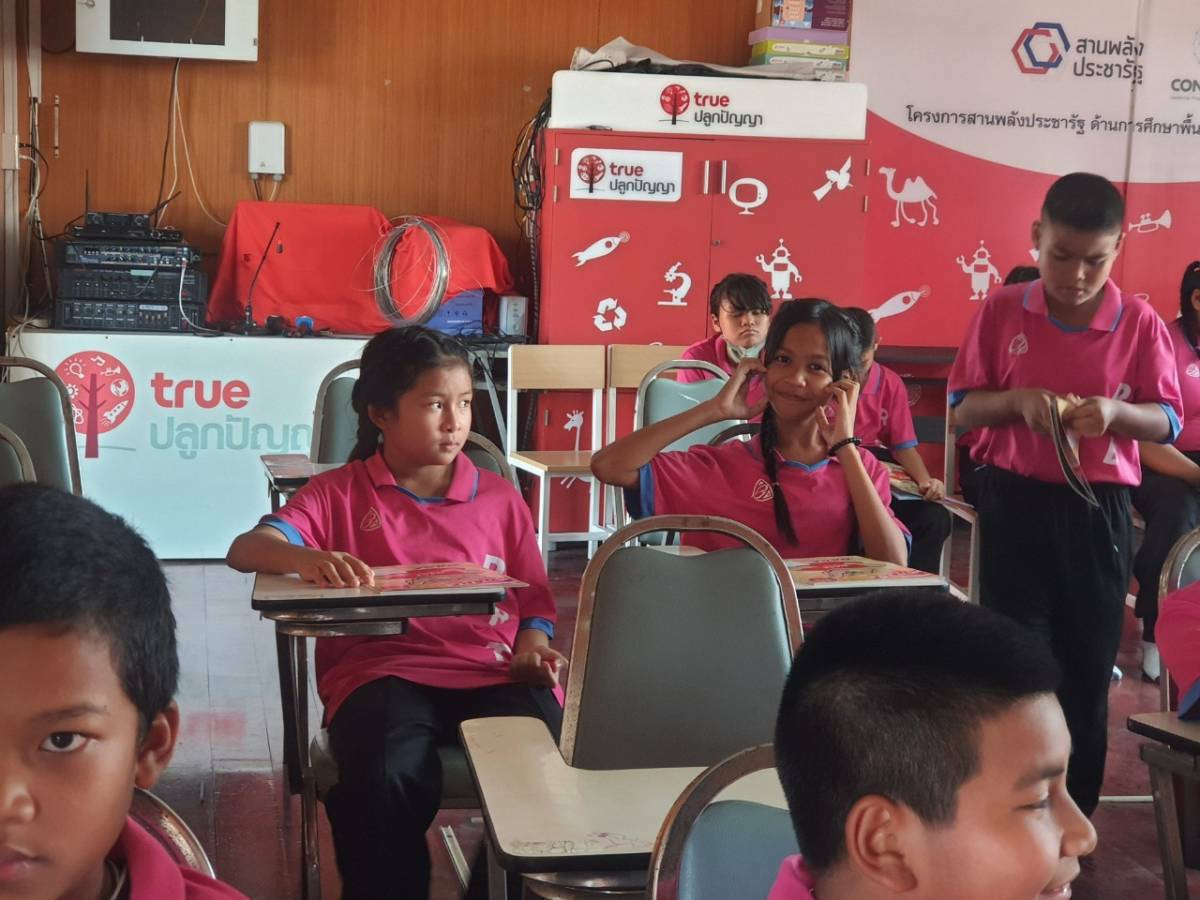 สานพลัง
ประชารัฐ
CON
โครงการสานพลังประชารัฐ ด้านการศึกษาพื้น
true
ปลูกปัญญา
true
ปลูกปัญญา
true
ปลูกปัญญ